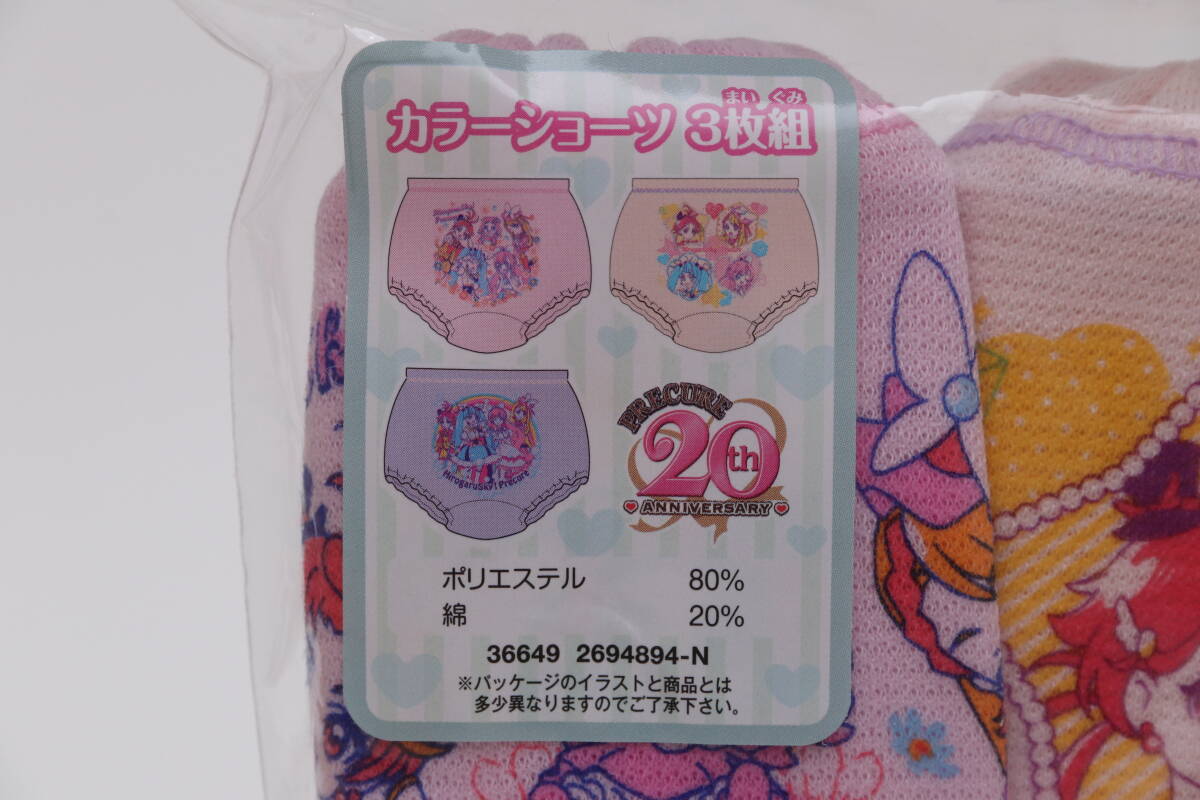 カラーショーツ 3枚組
まい ぐみ
HirogaruSky! Precure
PRECURE
20th
ANNIVERSARY
ポリエステル 80%
綿 20%
36649 2694894-N
※パッケージのイラストと商品とは
多少異なりますのでご了承下さい。